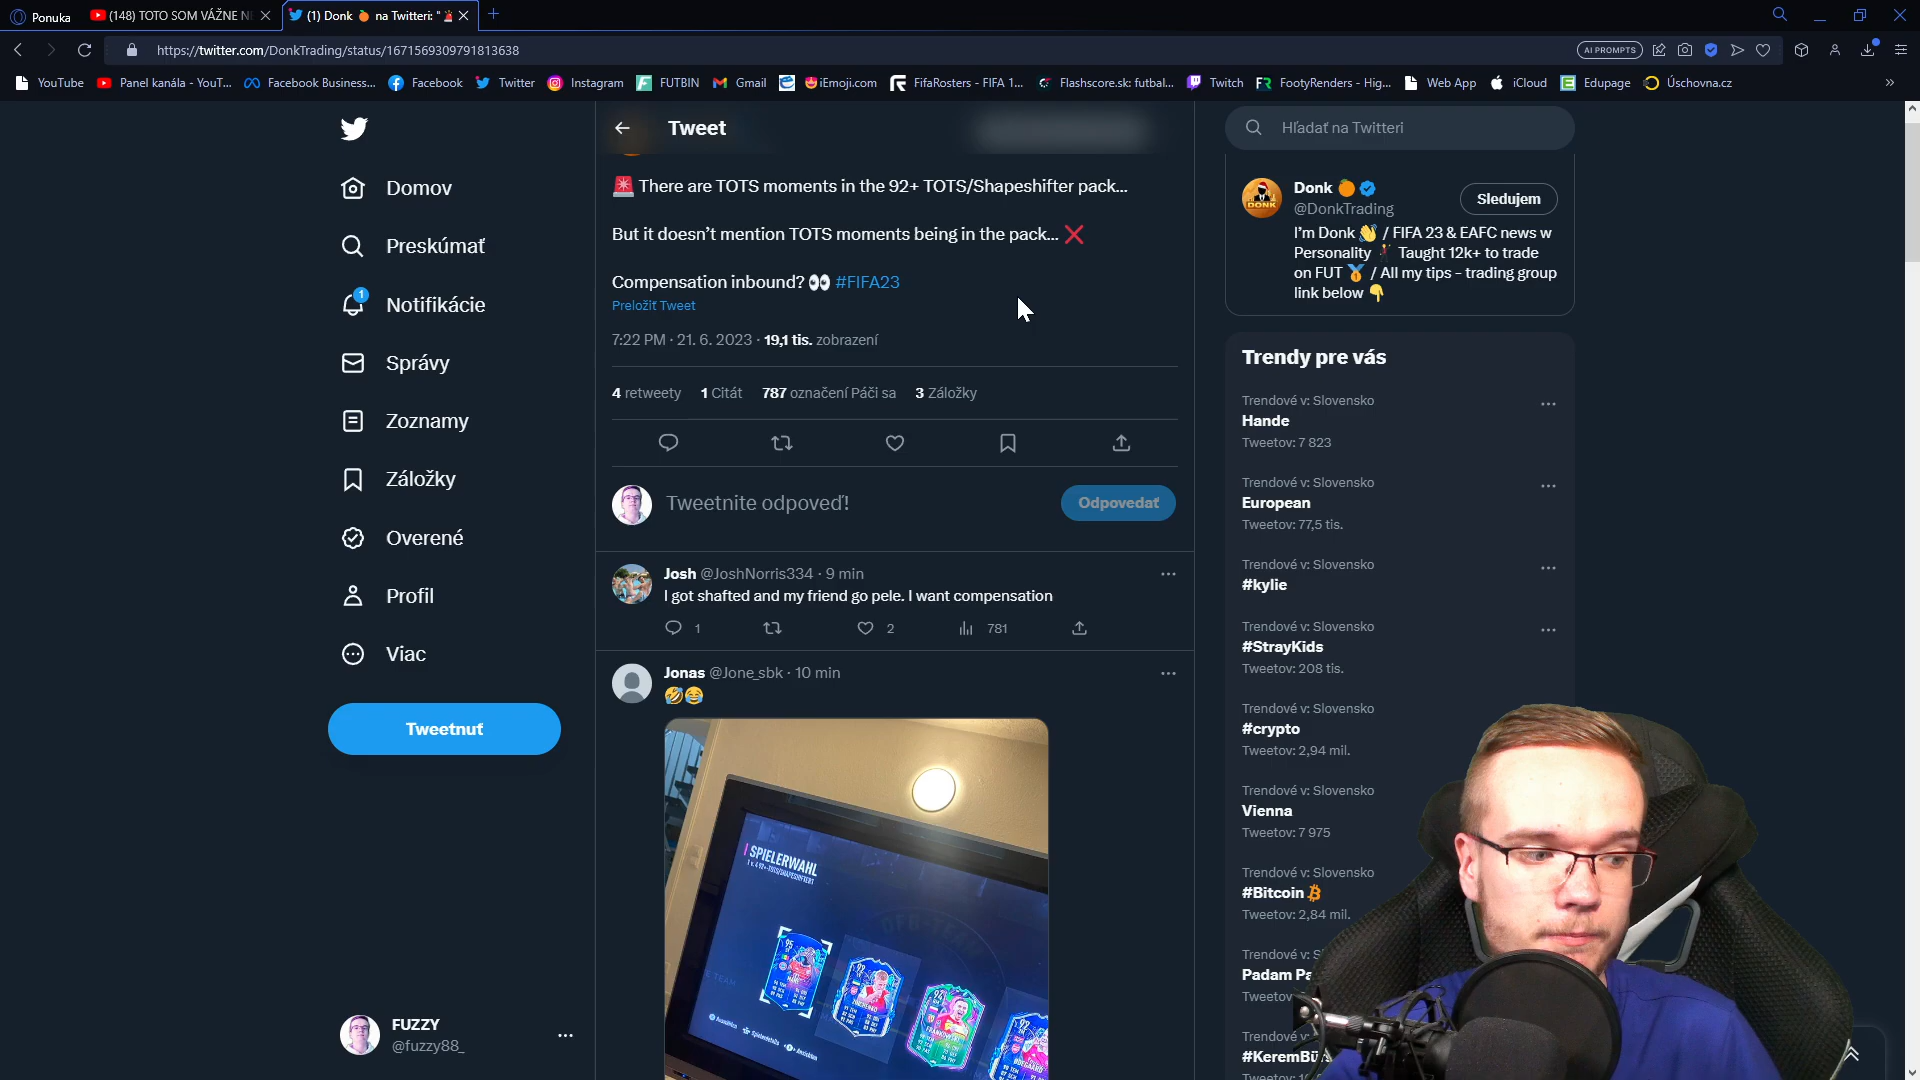 Ponuka
(148) TOTO SOM VÁŽNE N
(1) Donk 🍊 na Twitteri: "🚨
https://twitter.com/DonkTrading/status/1671569309791813638
AI PROMPTS
YouTube
Panel kanála - YouT...
Facebook Business...
Facebook
Twitter
Instagram
FUTBIN
Gmail
iEmoji.com
FifaRosters - FIFA 1...
Flashscore.sk: futbal...
Twitch
FootyRenders - Hig...
Web App
iCloud
Edupage
Úschovna.cz
Domov
Preskúmať
1
Notifikácie
Správy
Zoznamy
Záložky
Overené
Profil
Viac
Tweetnuť
FUZZY
@fuzzy88_
Tweet
🚨There are TOTS moments in the 92+ TOTS/Shapeshifter pack...
But it doesn't mention TOTS moments being in the pack... ❌
Compensation inbound? 👀 #FIFA23
Preložiť Tweet
7:22 PM · 21. 6. 2023 · 19,1 tis. zobrazení
4 retweety 1 Citát 787 označení Páči sa 3 Záložky
Tweetnite odpoveď!
Odpovedať
Josh @JoshNorris334 · 9 min
I got shafted and my friend go pele. I want compensation
1
2
781
Jonas @Jone_sbk · 10 min
🤣😂
SPIELERWAHL
Hľadať na Twitteri
Donk 🍊
@DonkTrading
Sledujem
I'm Donk 👋 / FIFA 23 & EAFC news w
Personality 🕺 Taught 12k+ to trade
on FUT 🥇 / All my tips - trading group
link below 👇
Trendy pre vás
Trendové v: Slovensko
Hande
Tweetov: 7 823
Trendové v: Slovensko
European
Tweetov: 77,5 tis.
Trendové v: Slovensko
#kylie
Trendové v: Slovensko
#StrayKids
Tweetov: 208 tis.
Trendové v: Slovensko
#crypto
Tweetov: 2,94 mil.
Trendové v: Slovensko
Vienna
Tweetov: 7 975
Trendové v: Slovensko
#Bitcoin
Tweetov: 2,84 mil.
Trendové v: S
Padam Pa
Tweetov
Trendové v
#KeremBü